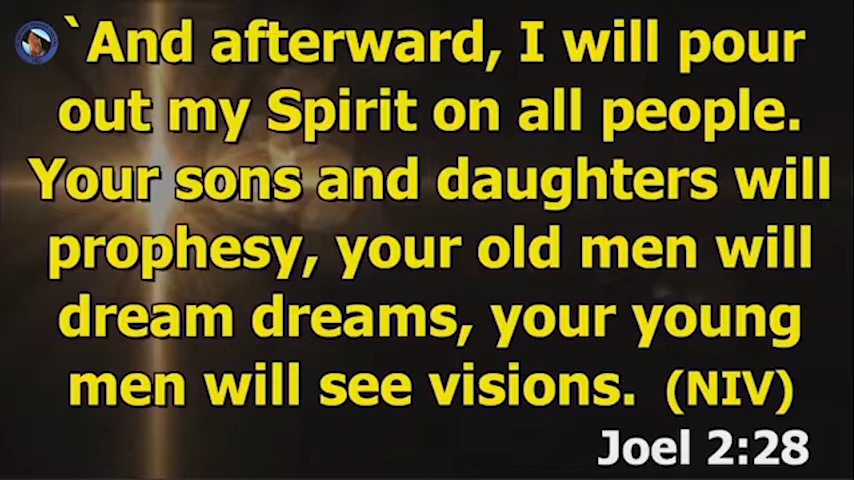 `And afterward, I will pour
out my Spirit on all people.
Your sons and daughters will
prophesy, your old men will
dream dreams, your young
men will see visions. (NIV)
Joel 2:28